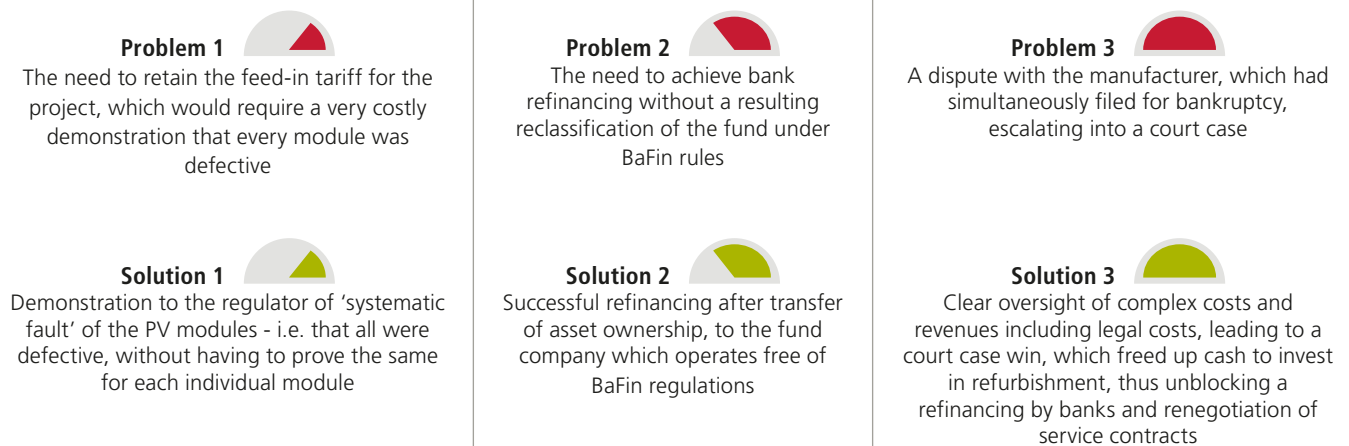 Problem 1
The need to retain the feed-in tariff for the
project, which would require a very costly
demonstration that every module was
defective
Problem 2
The need to achieve bank
refinancing without a resulting
reclassification of the fund under
BaFin rules
Problem 3
A dispute with the manufacturer, which had
simultaneously filed for bankruptcy,
escalating into a court case
Solution 1
Demonstration to the regulator of ‘systematic
fault’ of the PV modules - i.e. that all were
defective, without having to prove the same
for each individual module
Solution 2
Successful refinancing after transfer
of asset ownership, to the fund
company which operates free of
BaFin regulations
Solution 3
Clear oversight of complex costs and
revenues including legal costs, leading to a
court case win, which freed up cash to invest
in refurbishment, thus unblocking a
refinancing by banks and renegotiation of
service contracts